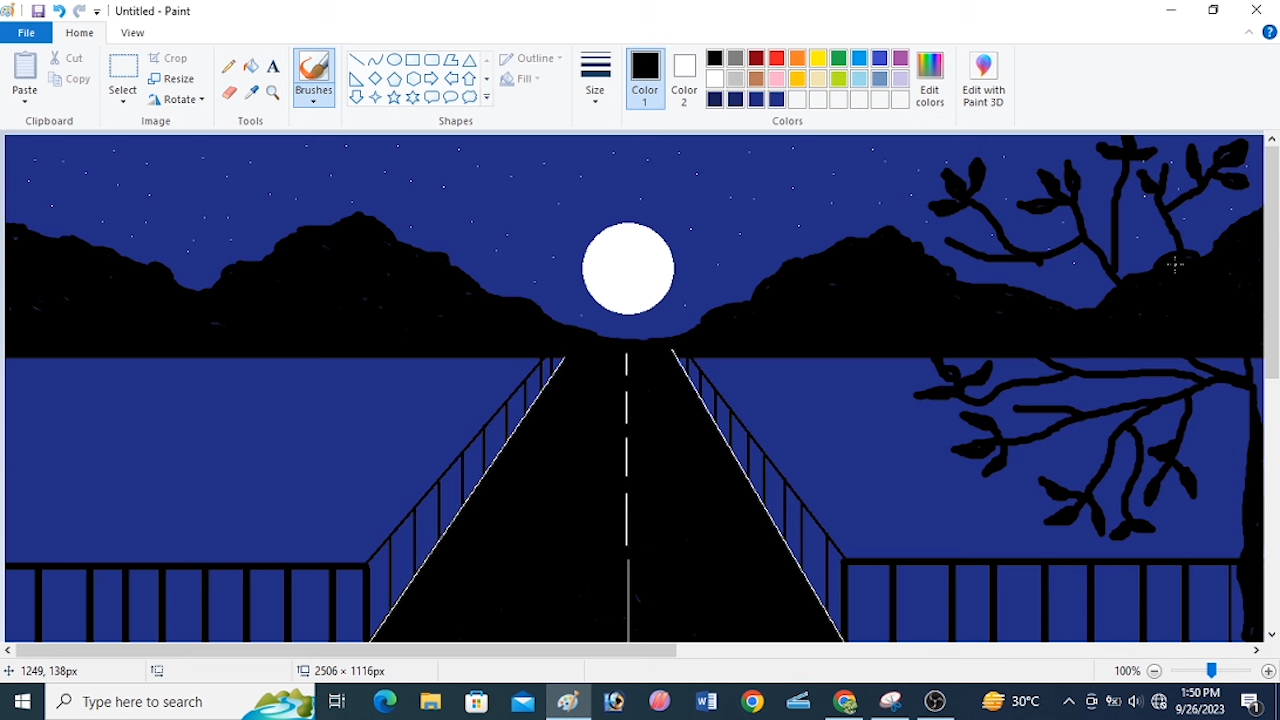 Untitled - Paint
File Home View
Cut
Copy
Paste
Clipboard
Crop
Resize
Rotate
Select
Image
A
Tools
Brushes
Shapes
Outline
Fill
Size
Color 1
Color 2
Edit colors
Colors
Edit with Paint 3D
1249, 138px
2506 × 1116px
100%
Type here to search
30°C
1:50 PM
9/26/2023